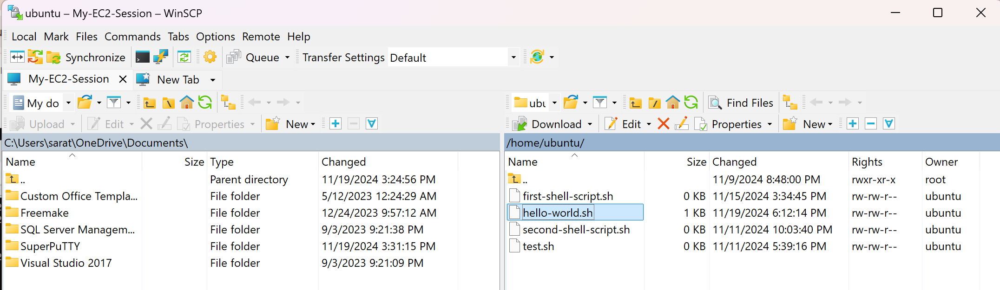 ubuntu – My-EC2-Session – WinSCP
Local Mark Files Commands Tabs Options Remote Help
Synchronize Queue Transfer Settings Default
My-EC2-Session New Tab
My do ubu Find Files
Upload Edit Properties New Download Edit Properties New
C:\Users\sarat\OneDrive\Documents\ /home/ubuntu/
Name Size Type Changed Name Size Changed Rights Owner
.. Parent directory 11/19/2024 3:24:56 PM .. 11/9/2024 8:48:00 PM rwxr-xr-x root
Custom Office Templa... File folder 5/12/2023 12:24:29 AM first-shell-script.sh 0 KB 11/15/2024 3:34:45 PM rw-rw-r-- ubuntu
Freemake File folder 12/24/2023 9:57:12 AM hello-world.sh 1 KB 11/19/2024 6:12:14 PM rw-rw-r-- ubuntu
SQL Server Managem... File folder 9/3/2023 9:21:38 PM second-shell-script.sh 0 KB 11/11/2024 10:03:40 PM rw-rw-r-- ubuntu
SuperPuTTY File folder 11/19/2024 3:31:15 PM test.sh 0 KB 11/11/2024 5:39:16 PM rw-rw-r-- ubuntu
Visual Studio 2017 File folder 9/3/2023 9:21:09 PM